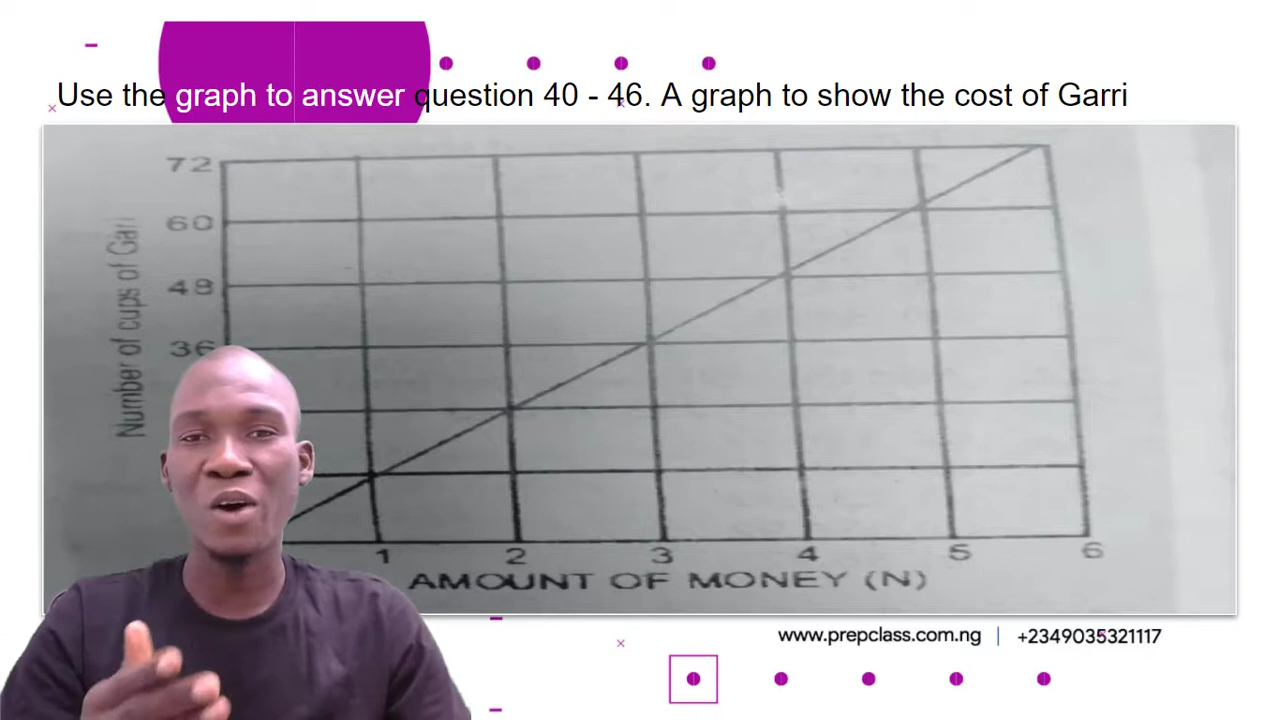 Use the graph to answer question 40 - 46. A graph to show the cost of Garri
72
60
48
36
Number of cups of Gari
1 2 3 4 5 6
AMOUNT OF MONEY (N)
www.prepclass.com.ng | +2349035321117